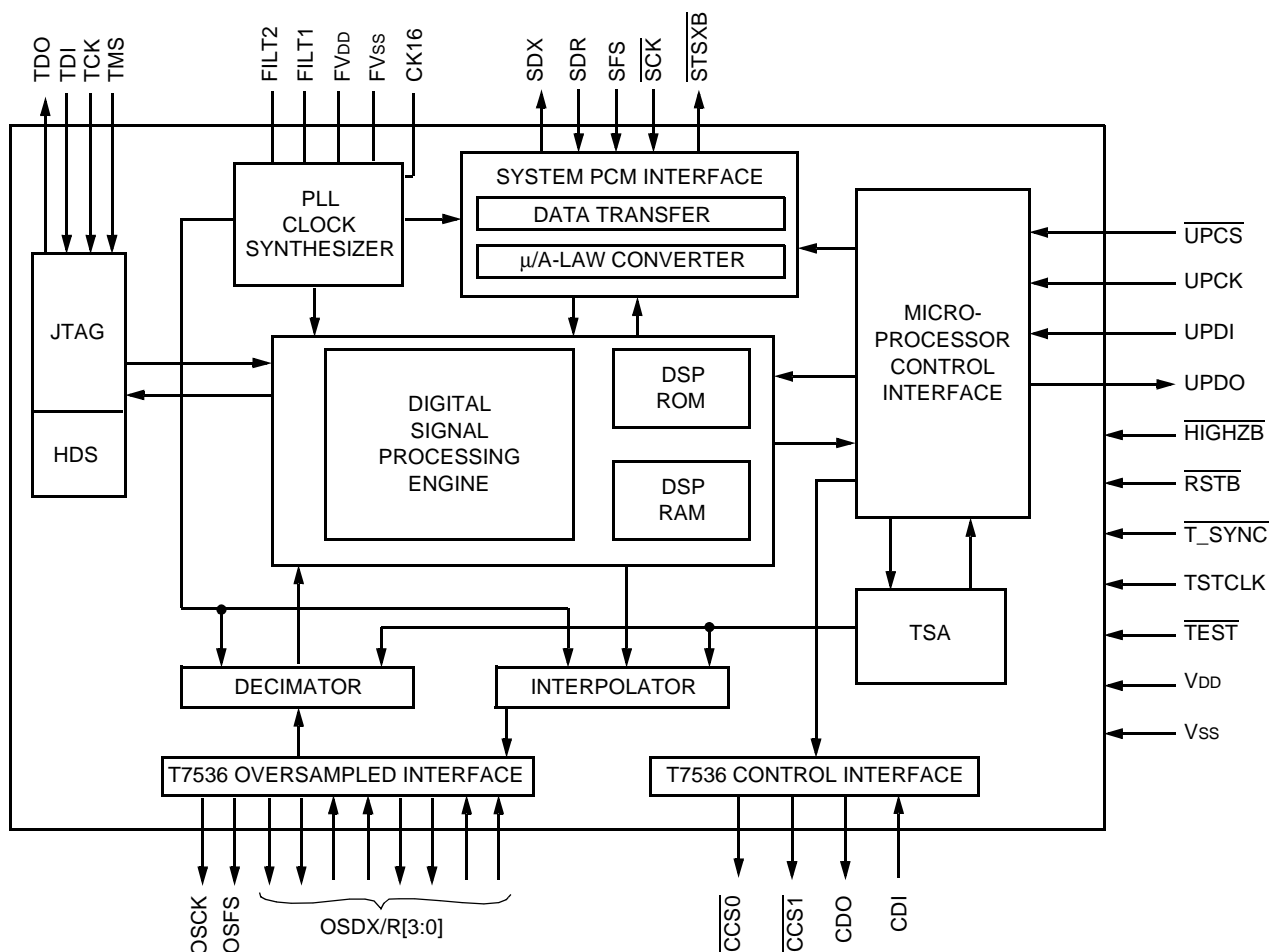 TDO
TDI
TCK
TMS
FILT2
FILT1
FVDD
FVSS
CK16
SDX
SDR
SFS
SCK
STSXB
PLL
CLOCK
SYNTHESIZER
SYSTEM PCM INTERFACE
DATA TRANSFER
μ/A-LAW CONVERTER
MICRO-
PROCESSOR
CONTROL
INTERFACE
UPCS
UPCK
UPDI
UPDO
HIGHZB
RSTB
T_SYNC
TSTCLK
TEST
VDD
VSS
JTAG
HDS
DIGITAL
SIGNAL
PROCESSING
ENGINE
DSP
ROM
DSP
RAM
TSA
DECIMATOR
INTERPOLATOR
T7536 OVERSAMPLED INTERFACE
T7536 CONTROL INTERFACE
OSCK
OSFS
OSDX/R[3:0]
CCS0
CCS1
CDO
CDI